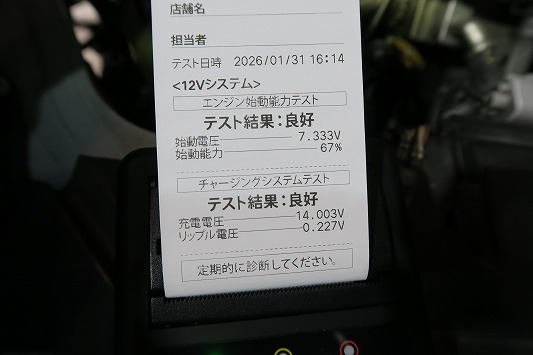 店舗名
担当者
テスト日時 2026/01/31 16:14
<12Vシステム>
エンジン始動能力テスト
テスト結果:良好
始動電圧 7.333V
始動能力 67%
チャージングシステムテスト
テスト結果:良好
充電電圧 14.003V
リップル電圧 0.227V
定期的に診断してください。